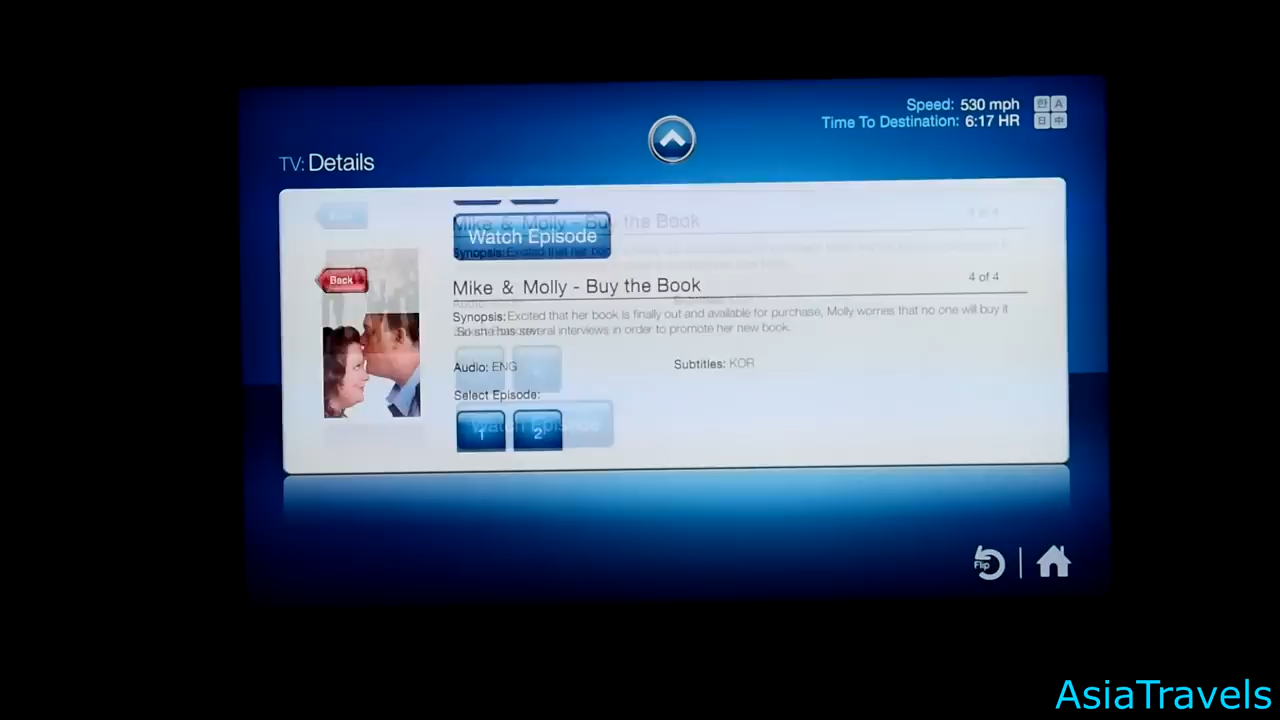 Speed: 530 mph
Time To Destination: 6:17 HR
한 A
日 中
TV: Details
Watch Episode
Back
Mike & Molly - Buy the Book
4 of 4
Synopsis: Excited that her book is finally out and available for purchase, Molly worries that no one will buy it
. So she has several interviews in order to promote her new book.
Audio: ENG
Subtitles: KOR
Select Episode:
1 2
Flip
AsiaTravels